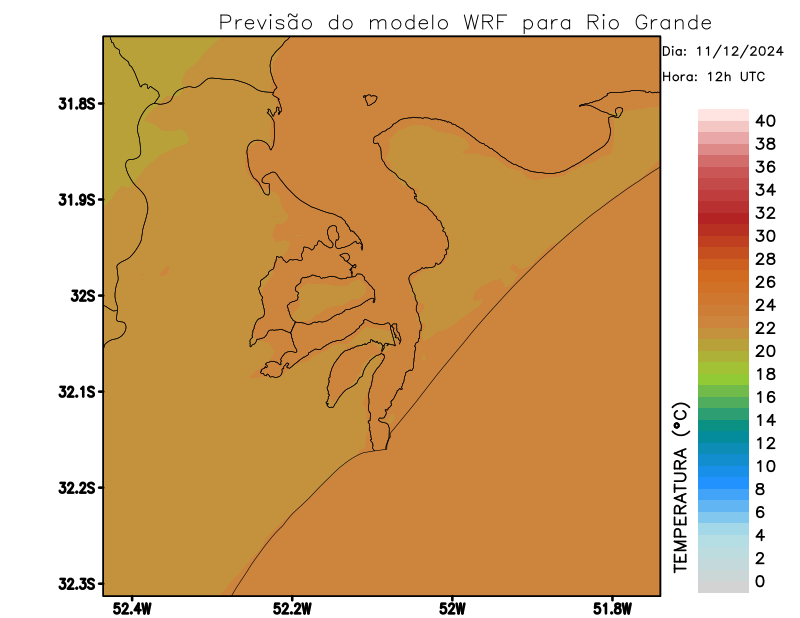 Previsão do modelo WRF para Rio Grande
Dia: 11/12/2024
Hora: 12h UTC
31.8S
31.9S
32S
32.1S
32.2S
32.3S
52.4W
52.2W
52W
51.8W
TEMPERATURA (°C)
40
38
36
34
32
30
28
26
24
22
20
18
16
14
12
10
8
6
4
2
0